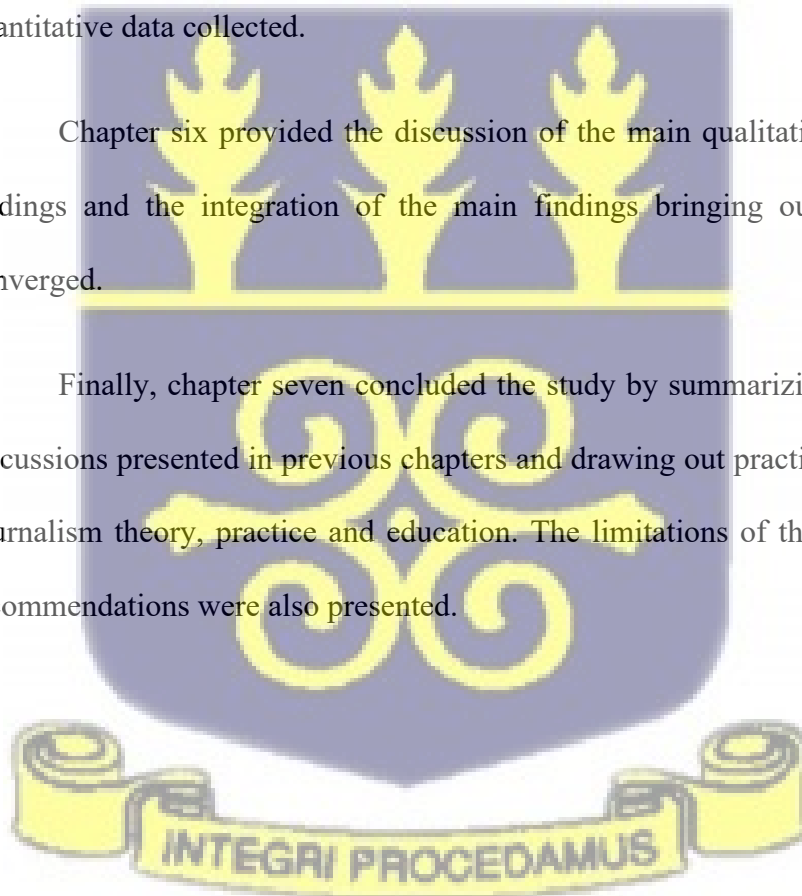 antitative data collected.
Chapter six provided the discussion of the main qualitati
dings and the integration of the main findings bringing ou
nverged.
Finally, chapter seven concluded the study by summarizi
cussions presented in previous chapters and drawing out practi
urnalism theory, practice and education. The limitations of th
commendations were also presented.
INTEGRI PROCEDAMUS